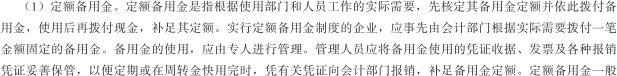 （1）定额备用金。定额备用金是指根据使用部门和人员工作的实际需要，先核定其备用金定额并依此拨付备
用金，使用后再拨付现金，补足其定额。实行定额备用金制度的企业，应事先由会计部门根据实际需要拨付一笔
金额固定的备用金。备用金的使用，应由专人进行管理。管理人员应将备用金使用的凭证收据、发票及各种报销
凭证妥善保管，以便定期或在周转金快用完时，凭有关凭证向会计部门报销，补足备用金定额。定额备用金一般